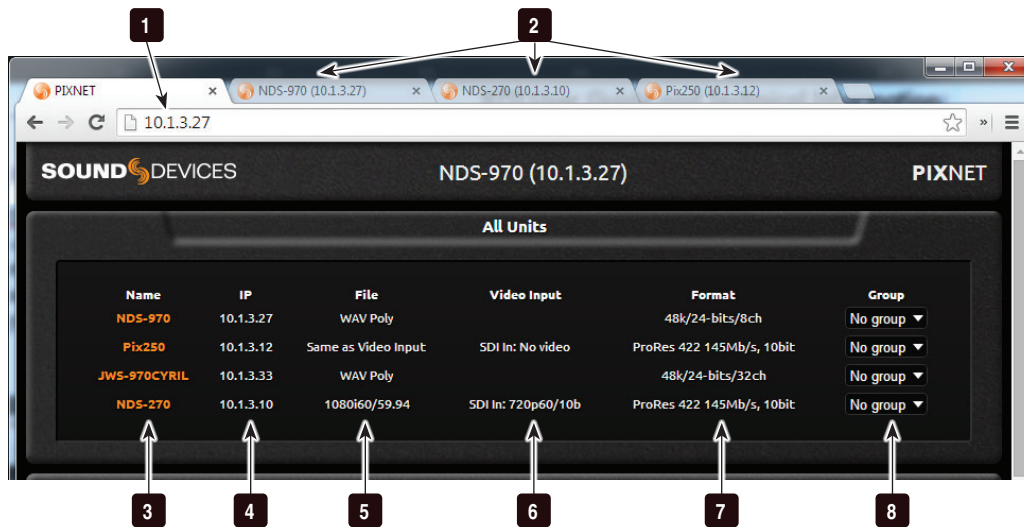 1 2
PIXNET NDS-970 (10.1.3.27) NDS-270 (10.1.3.10) Pix250 (10.1.3.12)
10.1.3.27
SOUND DEVICES NDS-970 (10.1.3.27) PIXNET
All Units
Name IP File Video Input Format Group
NDS-970 10.1.3.27 WAV Poly 48k/24-bits/8ch No group
Pix250 10.1.3.12 Same as Video Input SDI In: No video ProRes 422 145Mb/s, 10bit No group
JWS-970CYRIL 10.1.3.33 WAV Poly 48k/24-bits/32ch No group
NDS-270 10.1.3.10 1080i60/59.94 SDI In: 720p60/10b ProRes 422 145Mb/s, 10bit No group
3 4 5 6 7 8